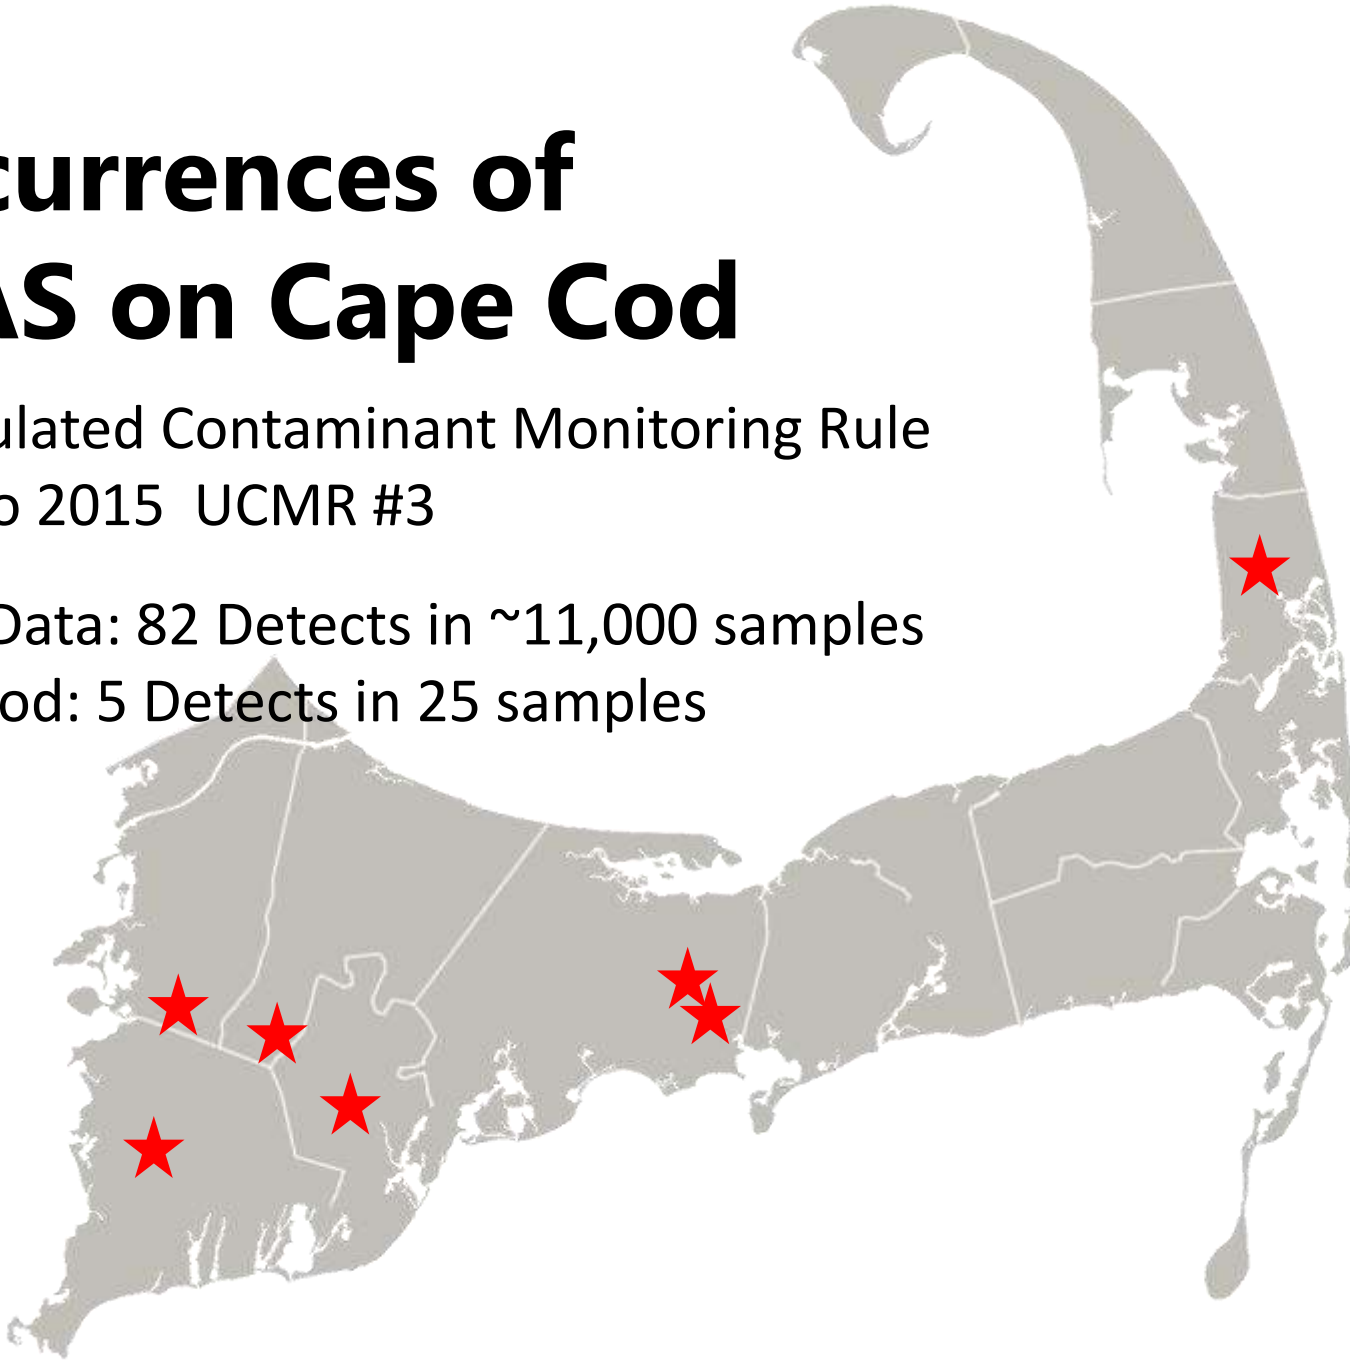 currences of
AS on Cape Cod
ulated Contaminant Monitoring Rule
o 2015 UCMR #3
Data: 82 Detects in ~11,000 samples
od: 5 Detects in 25 samples